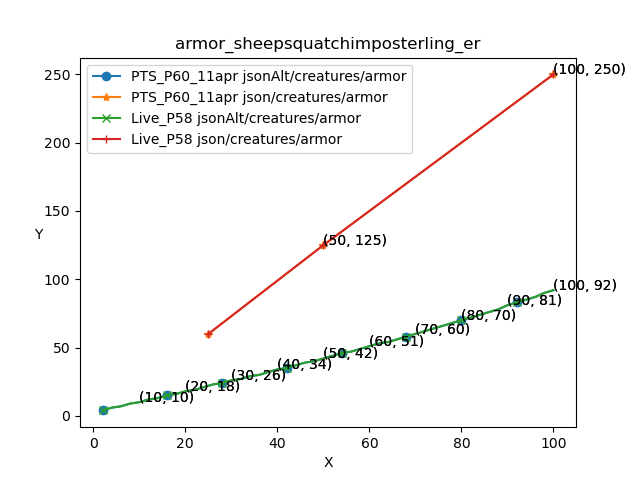 armor_sheepsquatchimposterling_er
PTS_P60_11apr jsonAlt/creatures/armor
PTS_P60_11apr json/creatures/armor
Live_P58 jsonAlt/creatures/armor
Live_P58 json/creatures/armor
(100, 250)
(50, 125)
(100, 92)
(90, 81)
(80, 70)
(70, 60)
(60, 51)
(50, 42)
(40, 34)
(30, 26)
(20, 18)
(10, 10)
Y
250
200
150
100
50
0
0 20 40 60 80 100
X